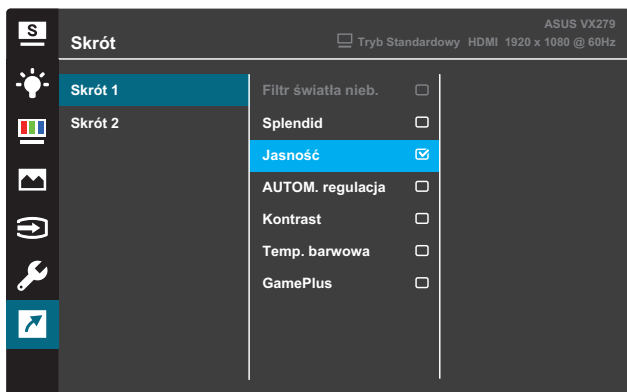 S
ASUS VX279
Skrót
Tryb Standardowy HDMI 1920 x 1080 @ 60Hz
Skrót 1
Skrót 2
Filtr światła nieb.
Splendid
Jasność
AUTOM. regulacja
Kontrast
Temp. barwowa
GamePlus